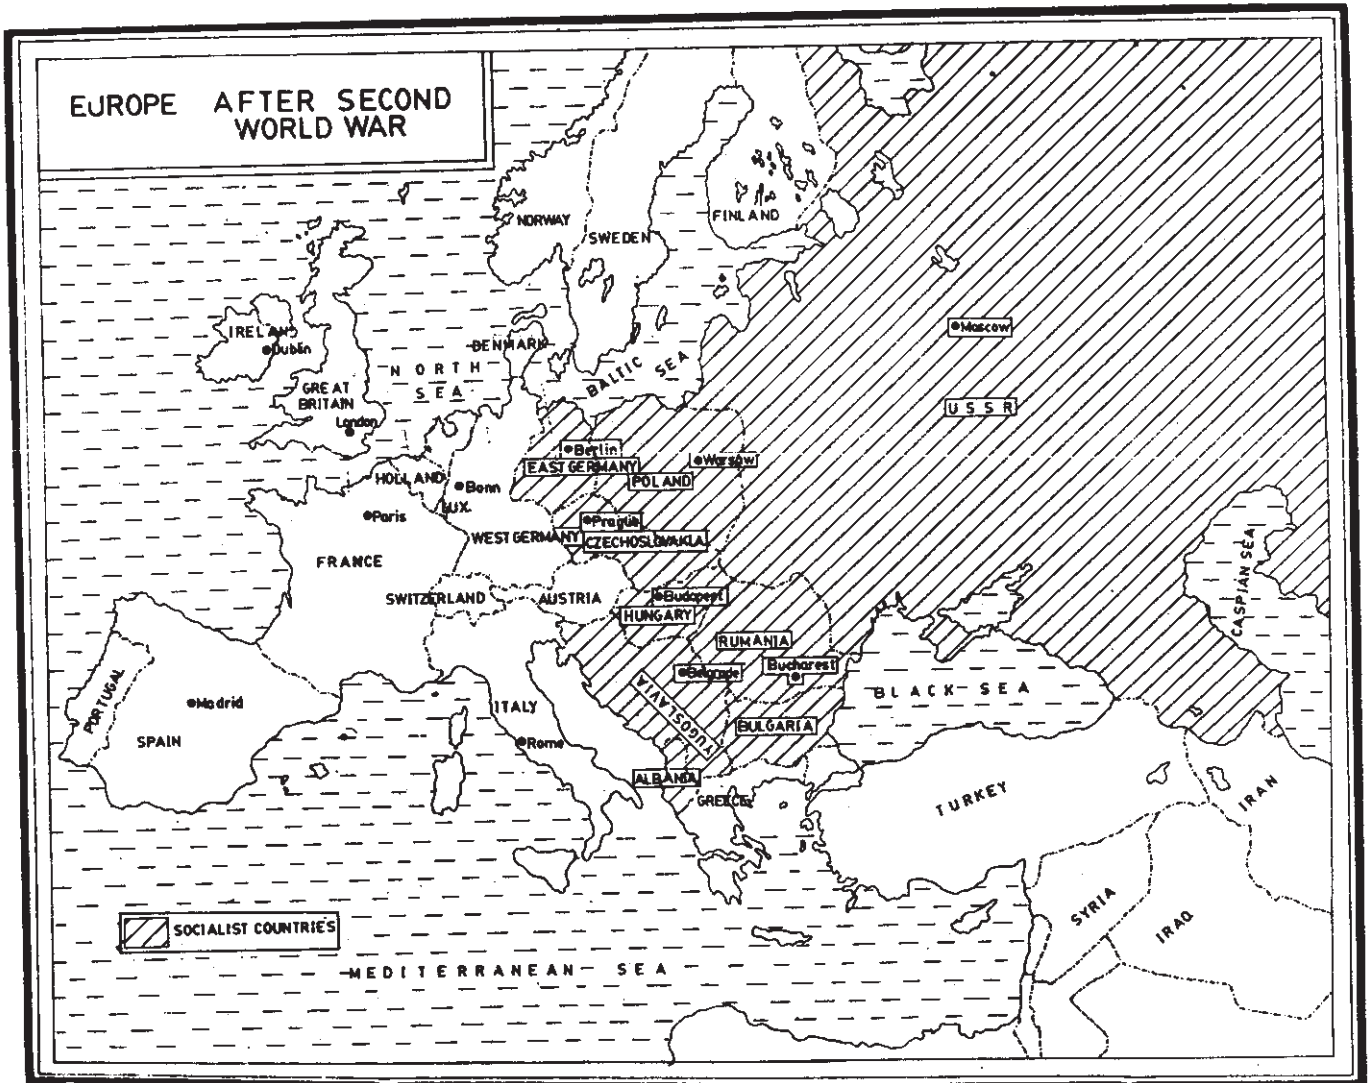 EUROPE AFTER SECOND
WORLD WAR
NORWAY
SWEDEN
FINLAND
IRELAND
Dublin
GREAT
BRITAIN
London
NORTH
SEA
DENMARK
BALTIC SEA
Moscow
USSR
HOLLAND
Bonn
LUX.
Berlin
EAST GERMANY
Warsaw
POLAND
Paris
Prague
WEST GERMANY
CZECHOSLOVAKLA
FRANCE
SWITZERLAND
AUSTRIA
Budapest
HUNGARY
RUMANIA
Belgrade
Bucharest
CASPIAN SEA
BLACK SEA
PORTUGAL
Madrid
SPAIN
ITALY
Rome
YUGOSLAVIA
BULGARIA
ALBANIA
GREECE
TURKEY
IRAN
SYRIA
IRAQ
SOCIALIST COUNTRIES
MEDITERRANEAN SEA